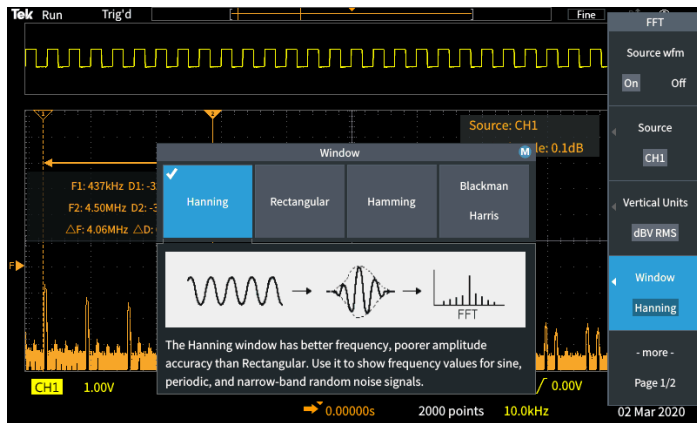 Tek Run Trig'd Fine
FFT
Source wfm
On Off
Source
CH1
Vertical Units
dBV RMS
Window
Hanning
- more -
Page 1/2
1 2
Source: CH1
le: 0.1dB
F1: 437kHz D1: -3
F2: 4.50MHz D2: -3
△F: 4.06MHz △D:
F
Window M
Hanning
Rectangular
Hamming
Blackman
Harris
FFT
The Hanning window has better frequency, poorer amplitude
accuracy than Rectangular. Use it to show frequency values for sine,
periodic, and narrow-band random noise signals.
CH1 1.00V 0.00V
0.00000s 2000 points 10.0kHz 02 Mar 2020